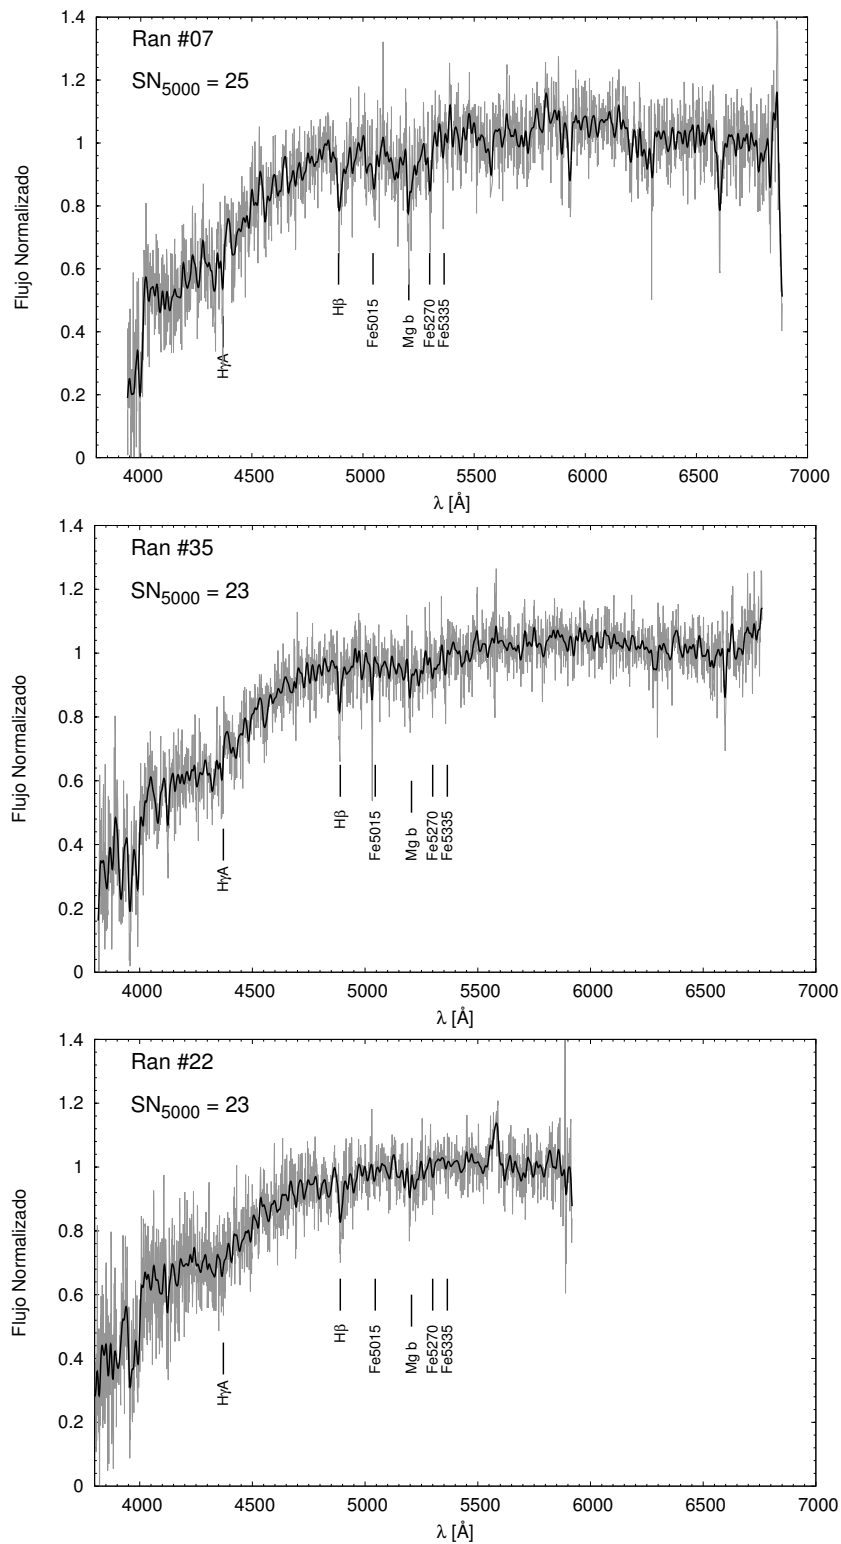 Ran #07
SN5000 = 25
Flujo Normalizado
1.4
1.2
1
0.8
0.6
0.4
0.2
0
HγA
Hβ
Fe5015
Mg b
Fe5270
Fe5335
4000 4500 5000 5500 6000 6500 7000
λ [Å]
Ran #35
SN5000 = 23
Flujo Normalizado
1.4
1.2
1
0.8
0.6
0.4
0.2
0
HγA
Hβ
Fe5015
Mg b
Fe5270
Fe5335
4000 4500 5000 5500 6000 6500 7000
λ [Å]
Ran #22
SN5000 = 23
Flujo Normalizado
1.4
1.2
1
0.8
0.6
0.4
0.2
0
HγA
Hβ
Fe5015
Mg b
Fe5270
Fe5335
4000 4500 5000 5500 6000 6500 7000
λ [Å]